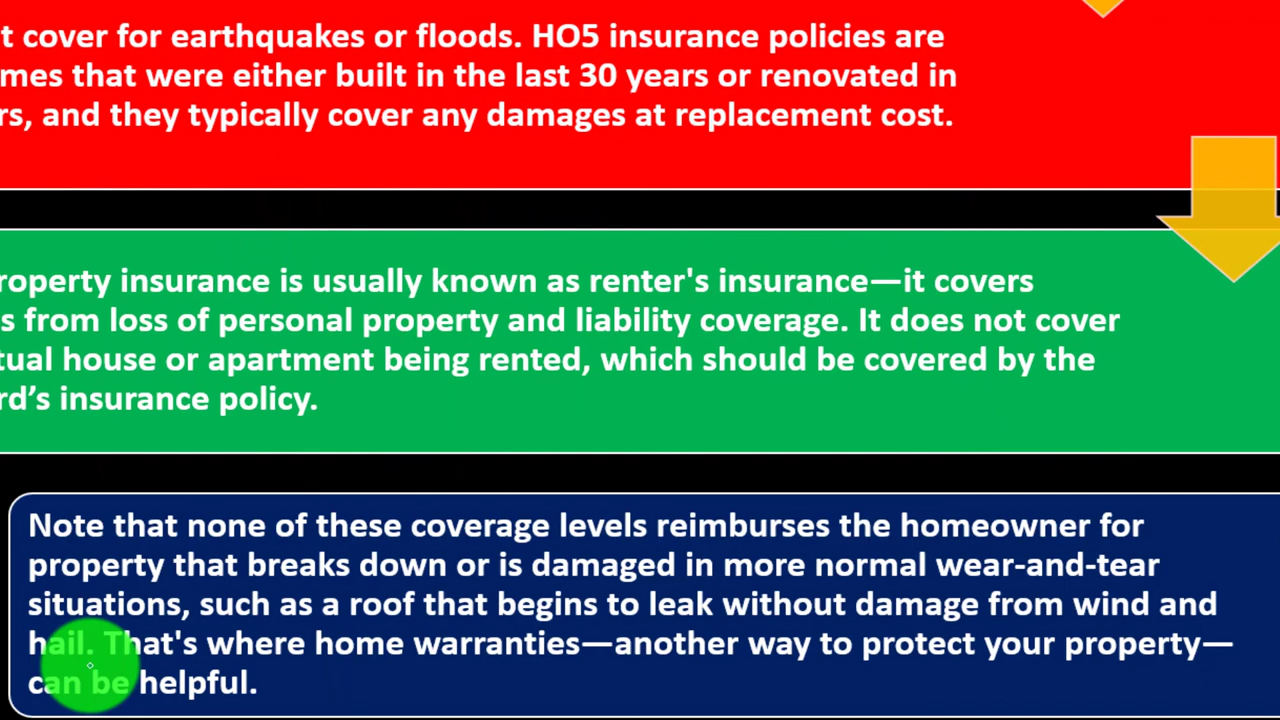 t cover for earthquakes or floods. HO5 insurance policies are
mes that were either built in the last 30 years or renovated in
rs, and they typically cover any damages at replacement cost.
roperty insurance is usually known as renter's insurance—it covers
s from loss of personal property and liability coverage. It does not cover
tual house or apartment being rented, which should be covered by the
rd’s insurance policy.
Note that none of these coverage levels reimburses the homeowner for
property that breaks down or is damaged in more normal wear-and-tear
situations, such as a roof that begins to leak without damage from wind and
hail. That's where home warranties—another way to protect your property—
can be helpful.